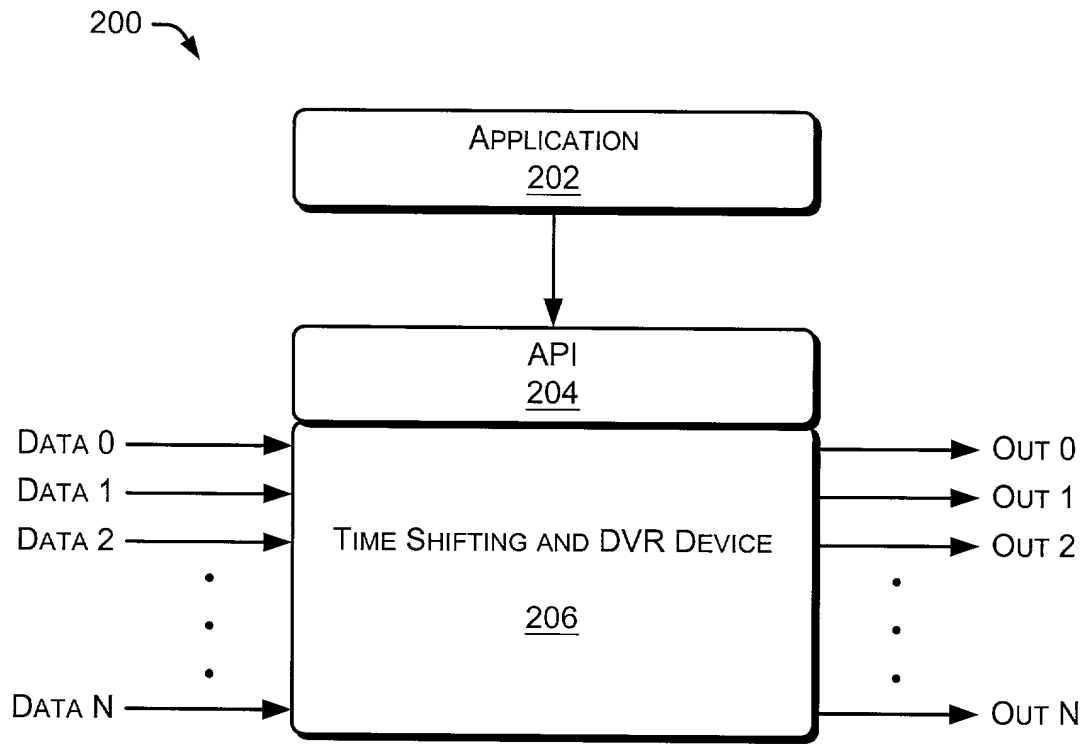 200
APPLICATION
202
API
204
DATA 0
DATA 1
DATA 2
DATA N
TIME SHIFTING AND DVR DEVICE
206
OUT 0
OUT 1
OUT 2
OUT N